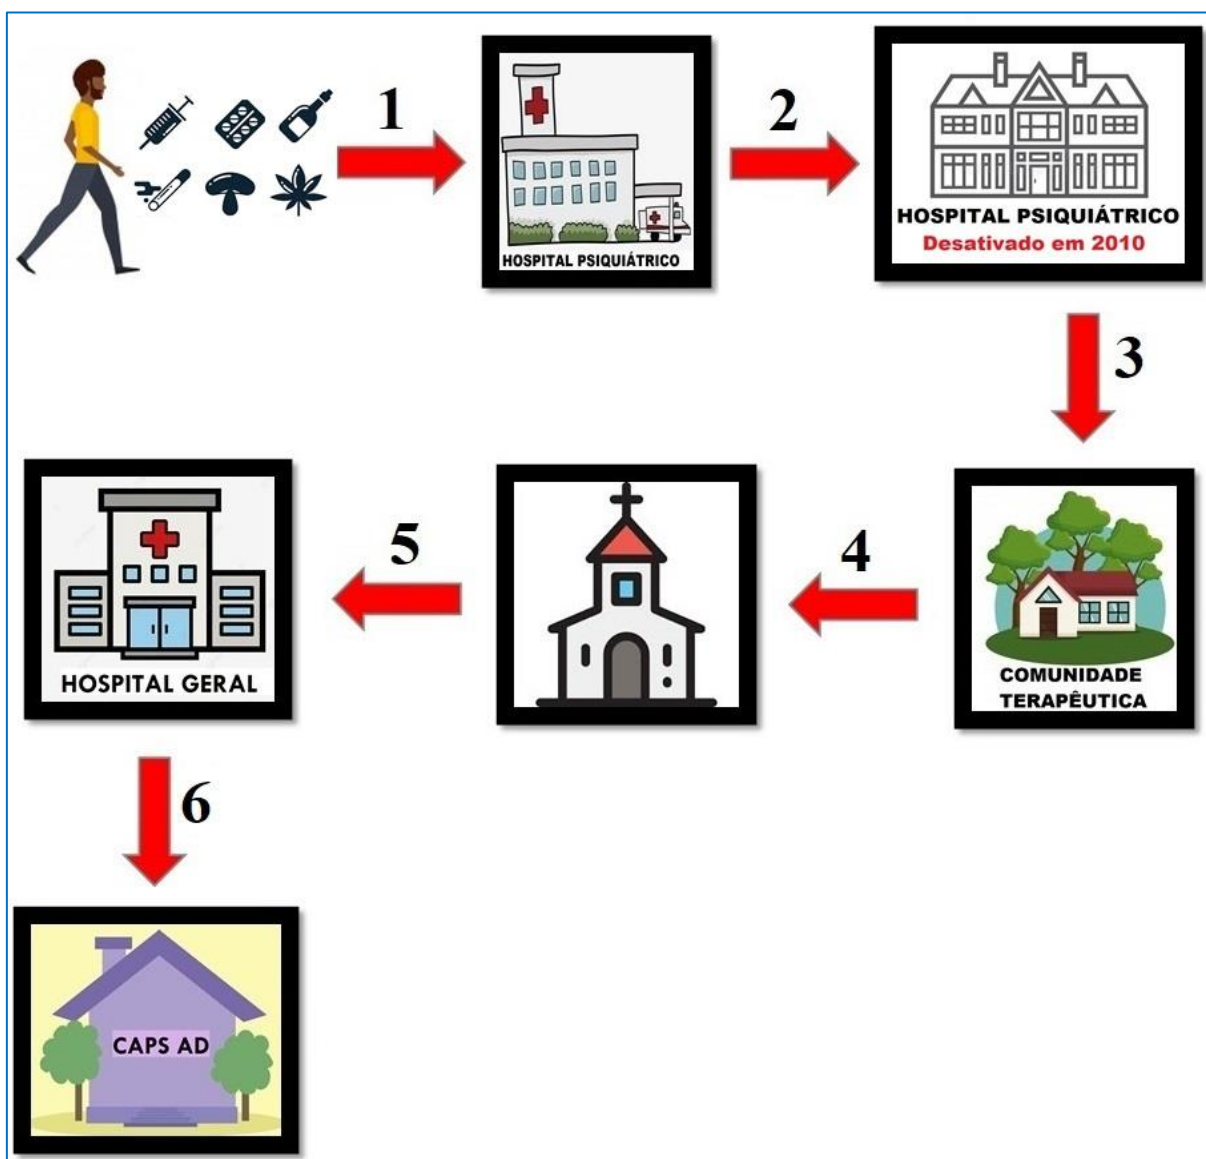 1
HOSPITAL PSIQUIÁTRICO
2
HOSPITAL PSIQUIÁTRICO
Desativado em 2010
3
COMUNIDADE
TERAPÊUTICA
4
5
HOSPITAL GERAL
6
CAPS AD